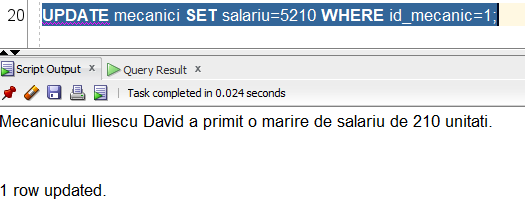 20 UPDATE mecanici SET salariu=5210 WHERE id_mecanic=1;
Script Output x Query Result x
Task completed in 0.024 seconds
Mecanicului Iliescu David a primit o marire de salariu de 210 unitati.
1 row updated.